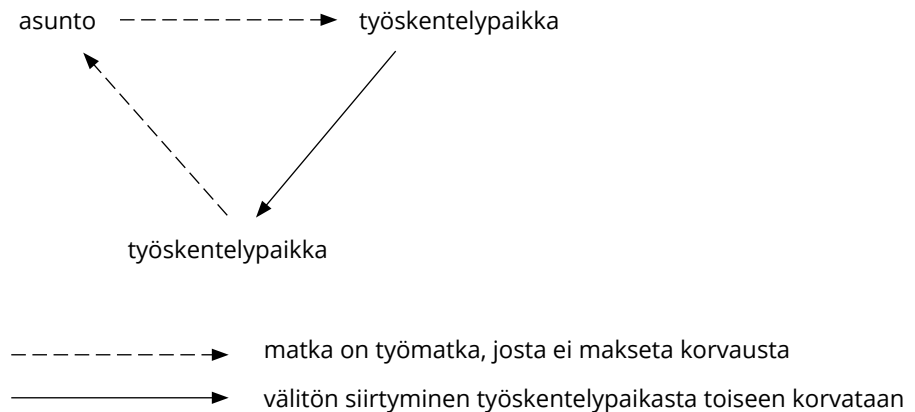 asunto
työskentelypaikka
työskentelypaikka
matka on työmatka, josta ei makseta korvausta
välitön siirtyminen työskentelypaikasta toiseen korvataan